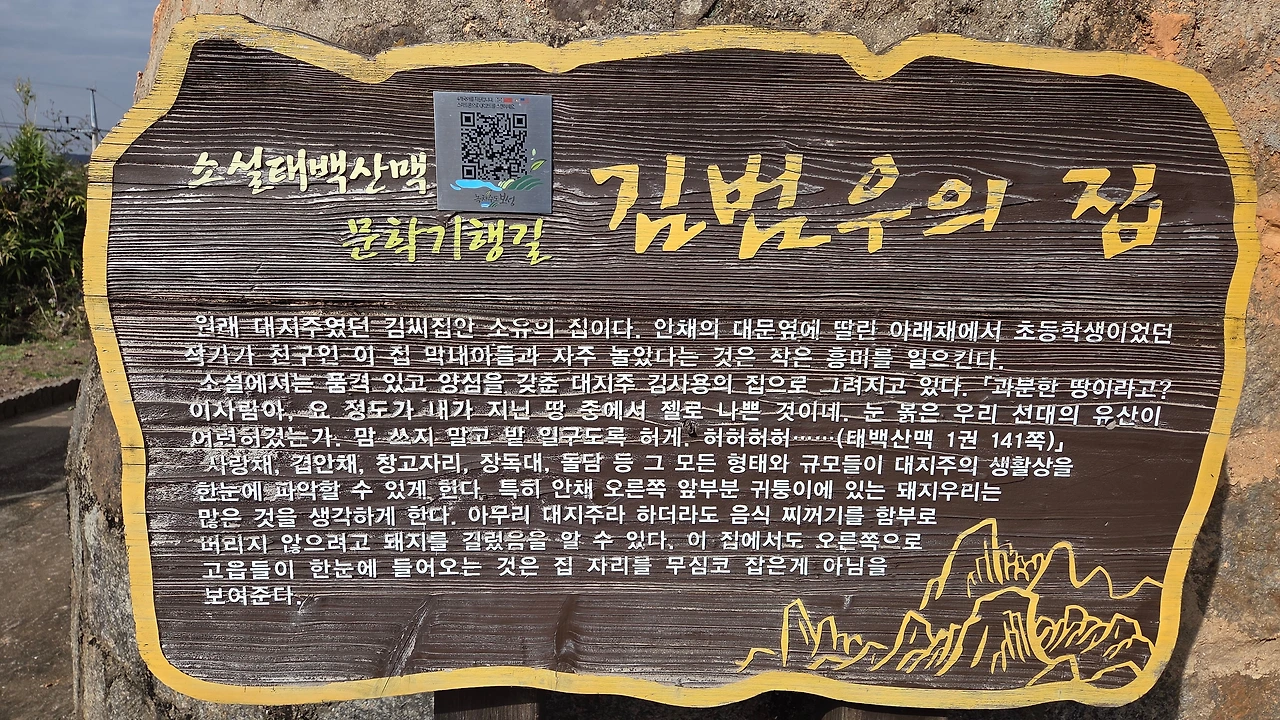 소설태백산맥
문학기행길
김범우의 집
원래 대지주였던 김씨집안 소유의 집이다. 안채의 대문옆에 딸린 아래채에서 초등학생이었던
작가가 친구인 이 집 막내아들과 자주 놀았다는 것은 작은 흥미를 일으킨다.
소설에서는 품격 있고 양심을 갖춘 대지주 김사용의 집으로 그려지고 있다. 「과분한 땅이라고?
이사람아, 요 정도가 내가 지닌 땅 중에서 젤로 나쁜 것이네. 눈 붉은 우리 선대의 유산이
어련허겄는가. 맘 쓰지 말고 밭 일구도록 허게. 허허허허……(태백산맥 1권 141쪽)」
사랑채, 겹안채, 창고자리, 장독대, 돌담 등 그 모든 형태와 규모들이 대지주의 생활상을
한눈에 파악할 수 있게 한다. 특히 안채 오른쪽 앞부분 귀퉁이에 있는 돼지우리는
많은 것을 생각하게 한다. 아무리 대지주라 하더라도 음식 찌꺼기를 함부로
버리지 않으려고 돼지를 길렀음을 알 수 있다. 이 집에서도 오른쪽으로
고읍들이 한눈에 들어오는 것은 집 자리를 무심코 잡은게 아님을
보여준다.